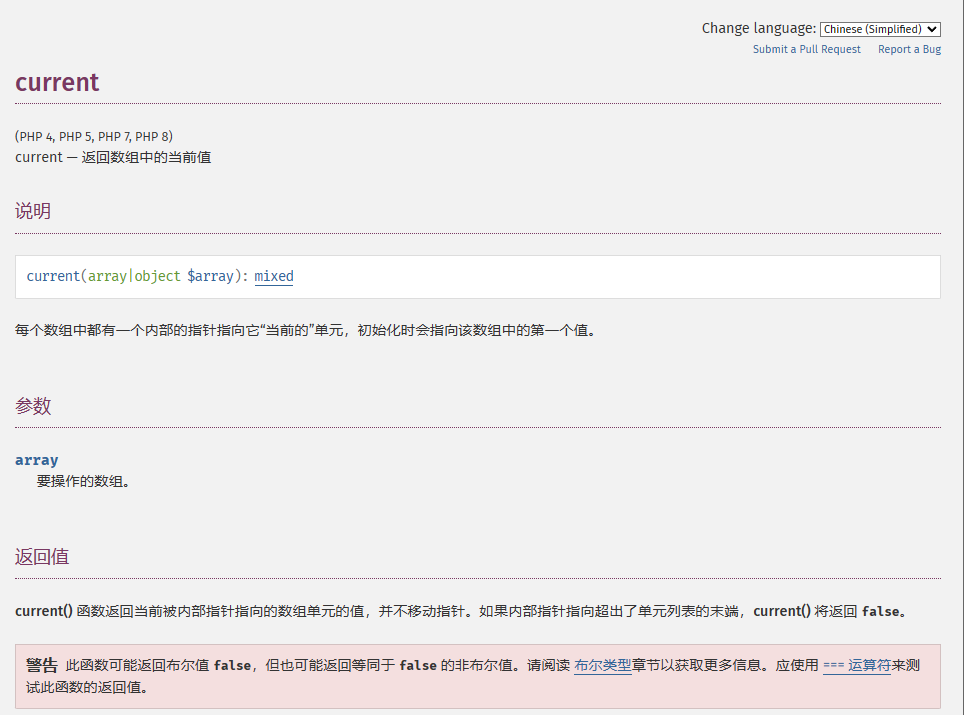 Change language: Chinese (Simplified)
Submit a Pull Request Report a Bug
current
(PHP 4, PHP 5, PHP 7, PHP 8)
current — 返回数组中的当前值
说明
current(array|object $array): mixed
每个数组中都有一个内部的指针指向它“当前的”单元，初始化时会指向该数组中的第一个值。
参数
array
要操作的数组。
返回值
current() 函数返回当前被内部指针指向的数组单元的值，并不移动指针。如果内部指针指向超出了单元列表的末端，current() 将返回 false。
警告 此函数可能返回布尔值 false，但也可能返回等同于 false 的非布尔值。请阅读 布尔类型章节以获取更多信息。应使用 === 运算符来测
试此函数的返回值。